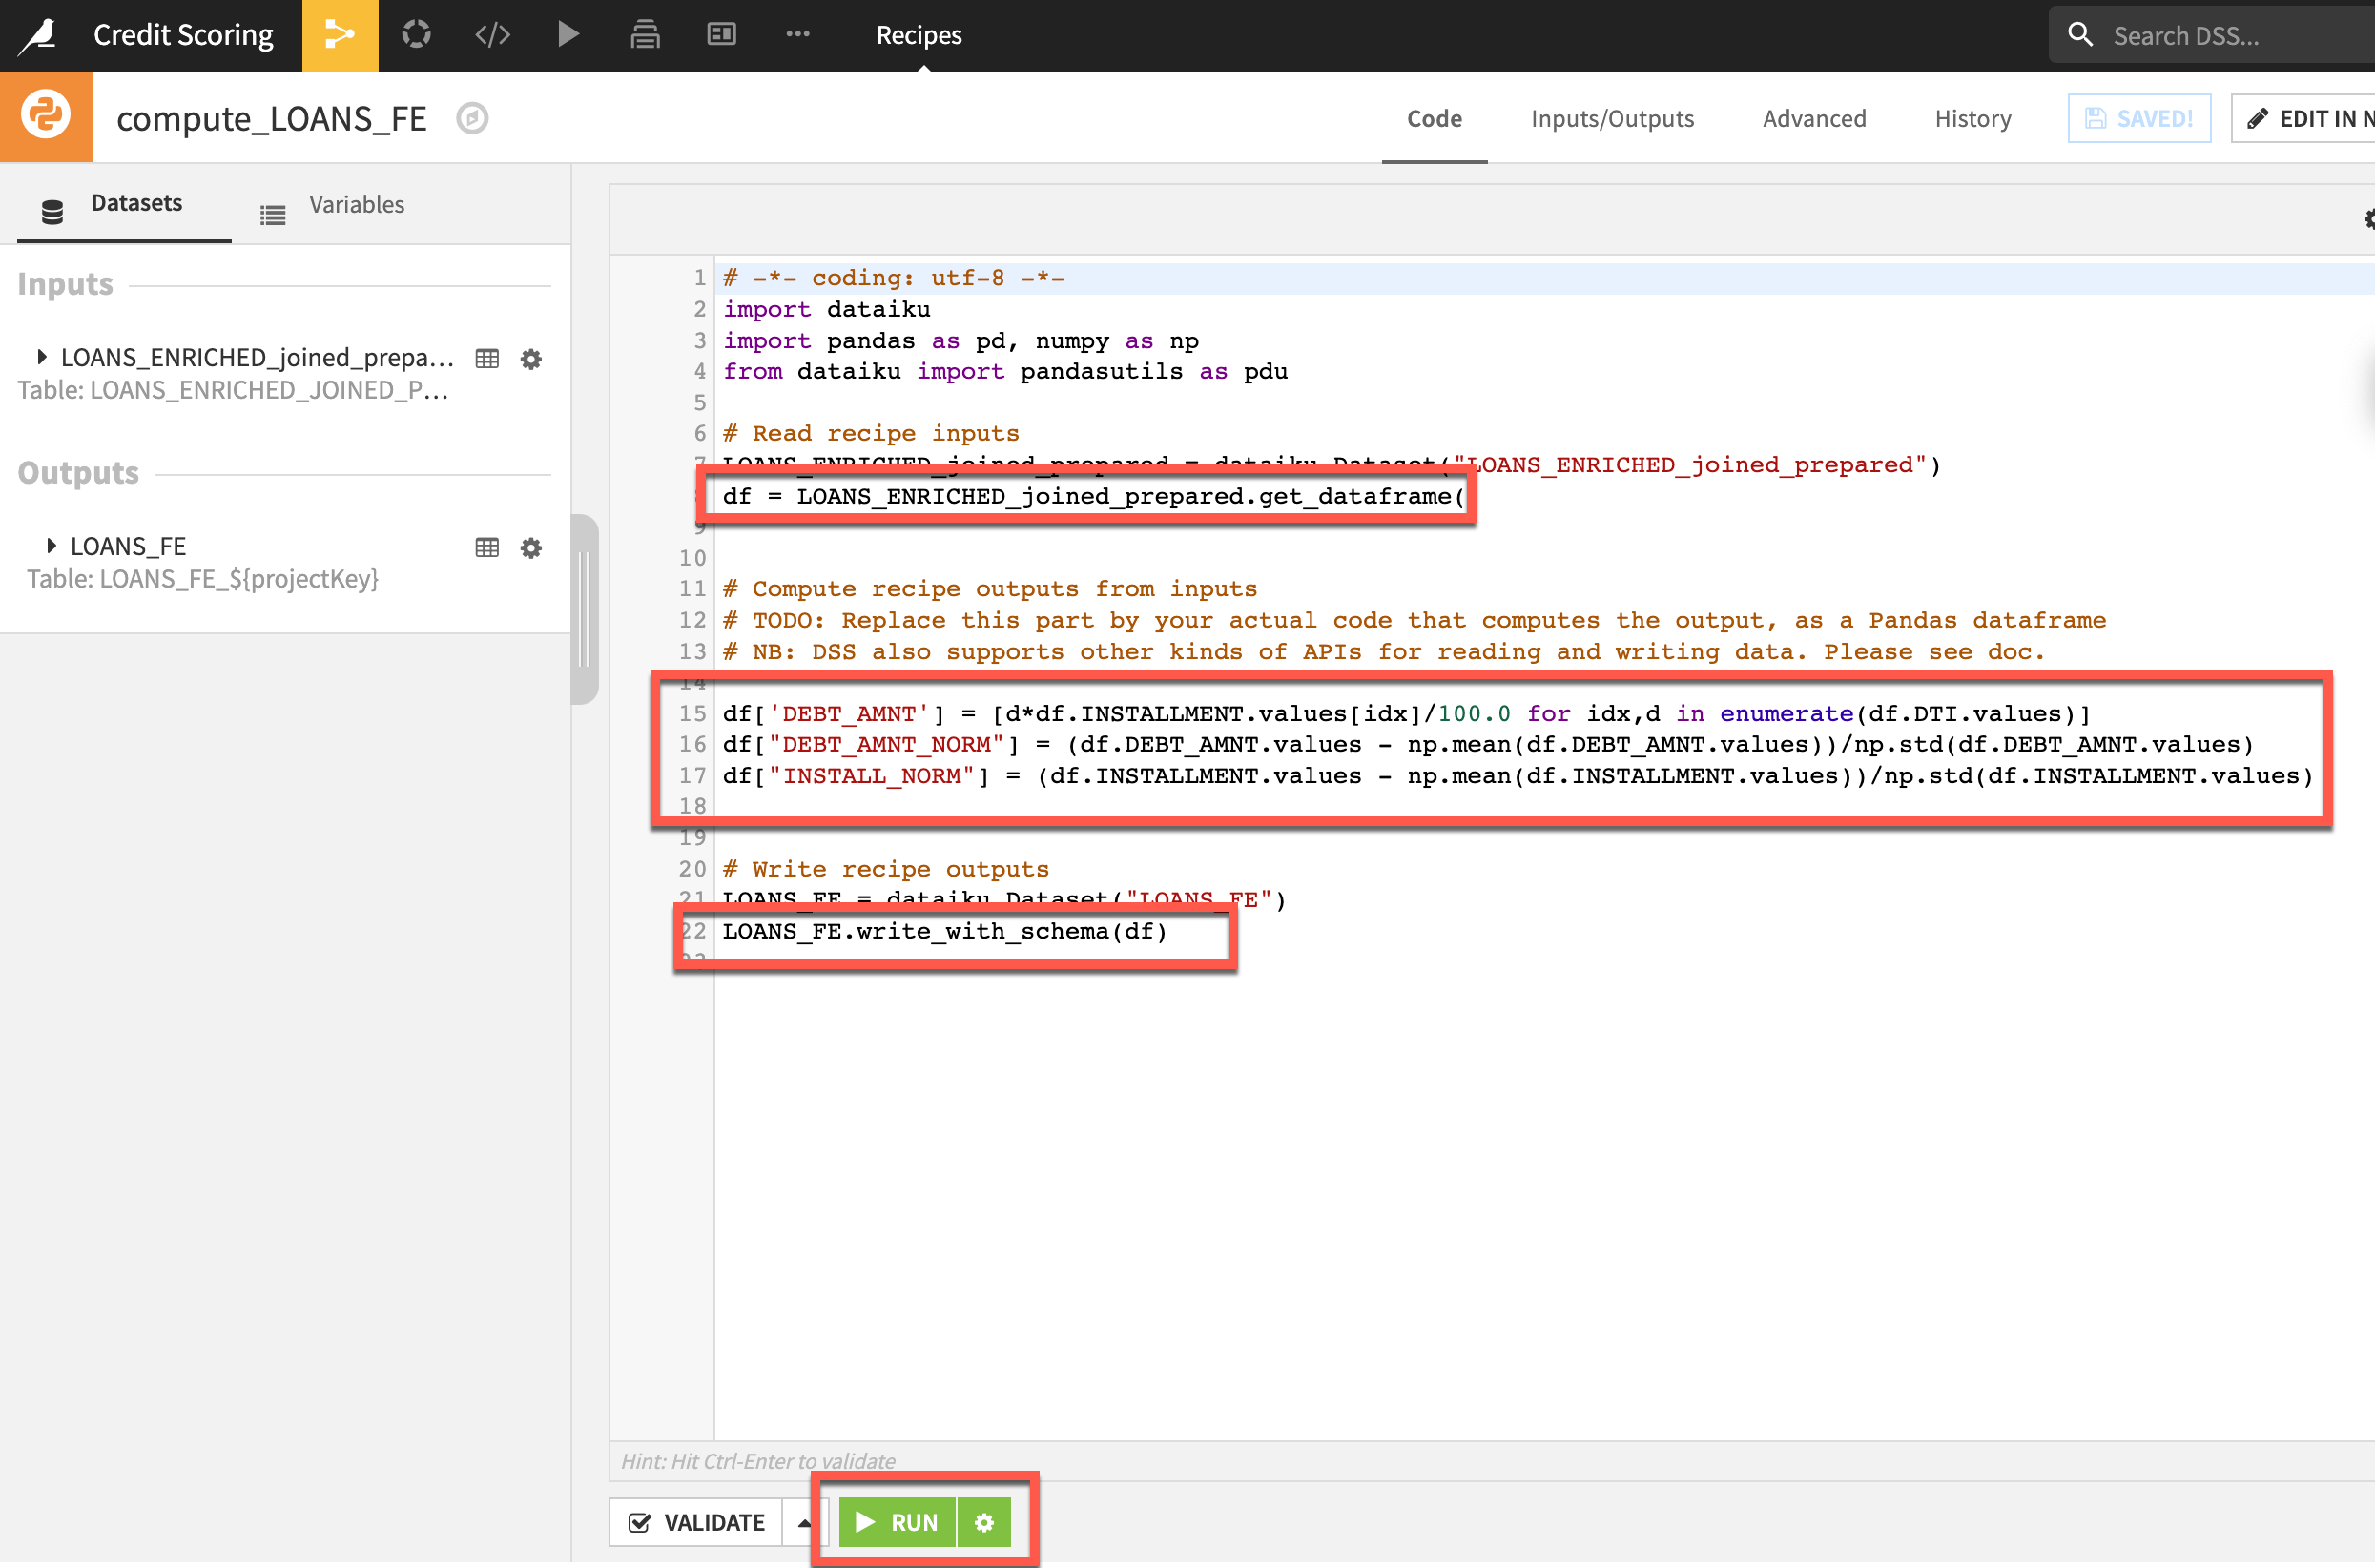 Credit Scoring
Recipes
Search DSS...
compute_LOANS_FE
Code
Inputs/Outputs
Advanced
History
SAVED!
EDIT IN N
Datasets
Variables
Inputs
LOANS_ENRICHED_joined_prepa...
Table: LOANS_ENRICHED_JOINED_P...
Outputs
LOANS_FE
Table: LOANS_FE_${projectKey}
1 # -*- coding: utf-8 -*-
2 import dataiku
3 import pandas as pd, numpy as np
4 from dataiku import pandasutils as pdu
5
6 # Read recipe inputs
7 LOANS_ENRICHED_joined_prepared = dataiku.Dataset("LOANS_ENRICHED_joined_prepared")
df = LOANS_ENRICHED_joined_prepared.get_dataframe(
9
10
11 # Compute recipe outputs from inputs
12 # TODO: Replace this part by your actual code that computes the output, as a Pandas dataframe
13 # NB: DSS also supports other kinds of APIs for reading and writing data. Please see doc.
14
15 df['DEBT_AMNT'] = [d*df.INSTALLMENT.values[idx]/100.0 for idx,d in enumerate(df.DTI.values)]
16 df["DEBT_AMNT_NORM"] = (df.DEBT_AMNT.values - np.mean(df.DEBT_AMNT.values))/np.std(df.DEBT_AMNT.values)
17 df["INSTALL_NORM"] = (df.INSTALLMENT.values - np.mean(df.INSTALLMENT.values))/np.std(df.INSTALLMENT.values)
18
19
20 # Write recipe outputs
21 LOANS_FE = dataiku.Dataset("LOANS_FE")
22 LOANS_FE.write_with_schema(df)
23
Hint: Hit Ctrl-Enter to validate
VALIDATE
RUN